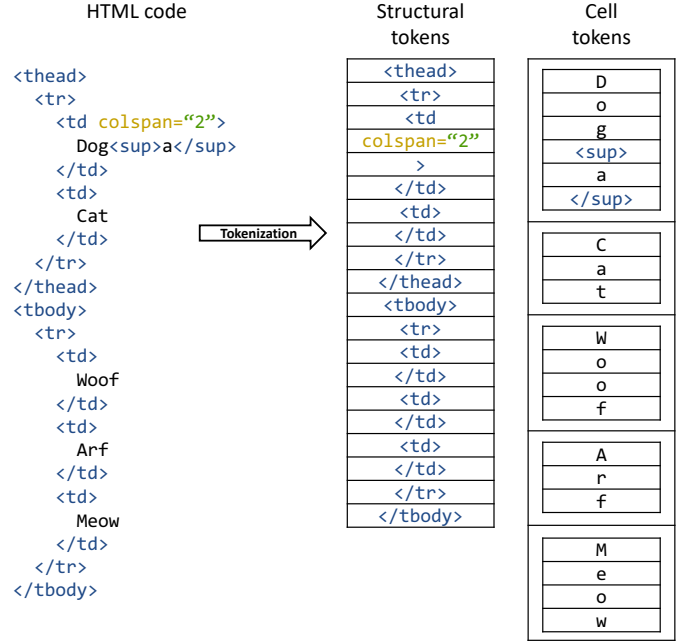 HTML code
<thead>
<tr>
<td colspan=“2”>
Dog<sup>a</sup>
</td>
<td>
Cat
</td>
</tr>
</thead>
<tbody>
<tr>
<td>
Woof
</td>
<td>
Arf
</td>
<td>
Meow
</td>
</tr>
</tbody>
Tokenization
Structural
tokens
<thead>
<tr>
<td
colspan=“2”
>
</td>
<td>
</td>
</tr>
</thead>
<tbody>
<tr>
<td>
</td>
<td>
</td>
<td>
</td>
</tr>
</tbody>
Cell
tokens
D
o
g
<sup>
a
</sup>
C
a
t
W
o
o
f
A
r
f
M
e
o
w